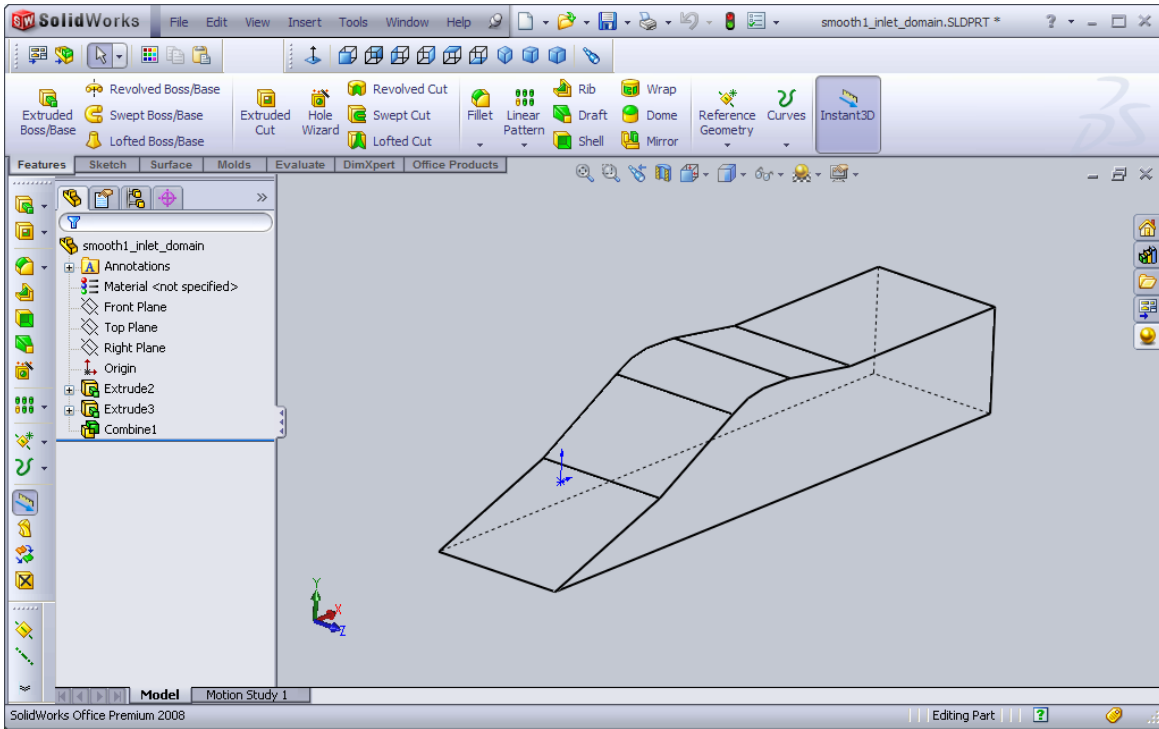 SolidWorks File Edit View Insert Tools Window Help smooth1_inlet_domain.SLDPRT * ?
Extruded Boss/Base
Revolved Boss/Base
Swept Boss/Base
Lofted Boss/Base
Extruded Cut
Hole Wizard
Revolved Cut
Swept Cut
Lofted Cut
Fillet
Linear Pattern
Rib
Draft
Shell
Wrap
Dome
Mirror
Reference Geometry
Curves
Instant3D
Features Sketch Surface Molds Evaluate DimXpert Office Products
smooth1_inlet_domain
A Annotations
Material <not specified>
Front Plane
Top Plane
Right Plane
Origin
Extrude2
Extrude3
Combine1
Y
X
Z
Model Motion Study 1
SolidWorks Office Premium 2008 Editing Part ?